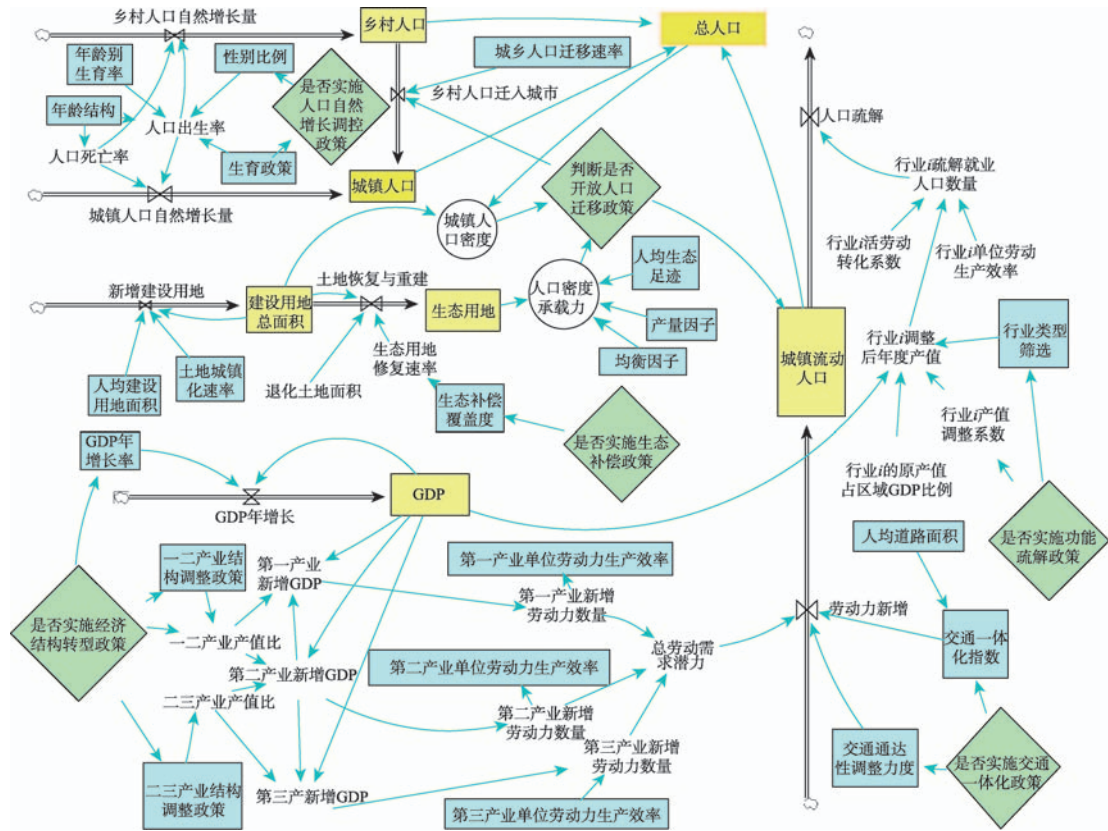 乡村人口自然增长量
乡村人口
总人口
年龄别
生育率
性别比例
城乡人口迁移速率
是否实施
人口自然
增长调控
政策
乡村人口迁入城市
年龄结构
人口出生率
人口死亡率
生育政策
人口疏解
判断是否
开放人口
迁移政策
行业i疏解就业
人口数量
城镇人口
城镇人口自然增长量
城镇人
口密度
行业i活劳动
转化系数
行业i单位劳动
生产效率
人均生态
足迹
土地恢复与重建
新增建设用地
建设用地
总面积
生态用地
人口密度
承载力
产量因子
均衡因子
城镇流动
人口
行业i调整
后年度产值
行业类型
筛选
生态用地
修复速率
人均建设
用地面积
土地城镇
化速率
退化土地面积
生态补偿
覆盖度
是否实施生态
补偿政策
行业i产值
调整系数
GDP年
增长率
行业i的原产值
占区域GDP比例
GDP
GDP年增长
人均道路面积
是否实施功能
疏解政策
一二产业结
构调整政策
第一产业
新增GDP
第一产业单位劳动力生产效率
第一产业新增
劳动力数量
劳动力新增
是否实施经济
结构转型政策
一二产业产值比
总劳动需
求潜力
交通一体
化指数
第二产业新增GDP
第二产业单位劳动力生产效率
二三产业产值比
第二产业新增
劳动力数量
第三产业新增
劳动力数量
交通通达
性调整力度
是否实施交通
一体化政策
二三产业结构
调整政策
第三产新增GDP
第三产业单位劳动力生产效率